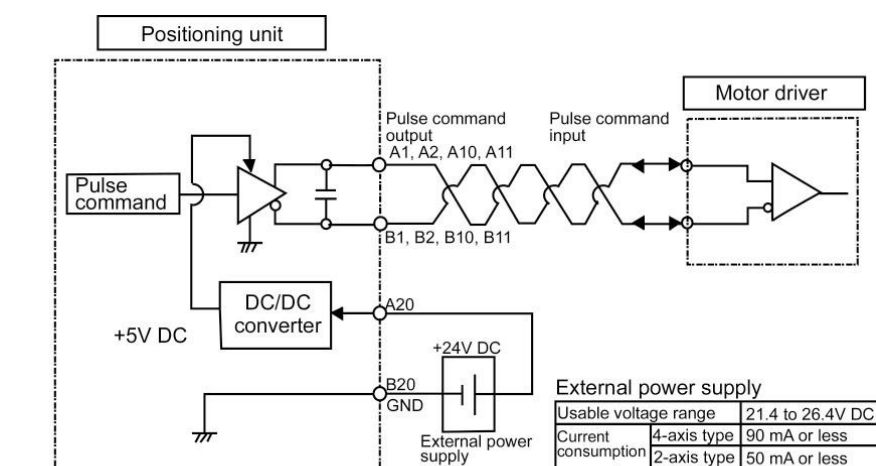 Positioning unit
Motor driver
Pulse command
output
A1, A2, A10, A11
Pulse command
input
Pulse
command
B1, B2, B10, B11
DC/DC
converter
+5V DC
A20
+24V DC
B20
GND
External power
supply
External power supply
Usable voltage range 21.4 to 26.4V DC
Current
consumption
4-axis type 90 mA or less
2-axis type 50 mA or less